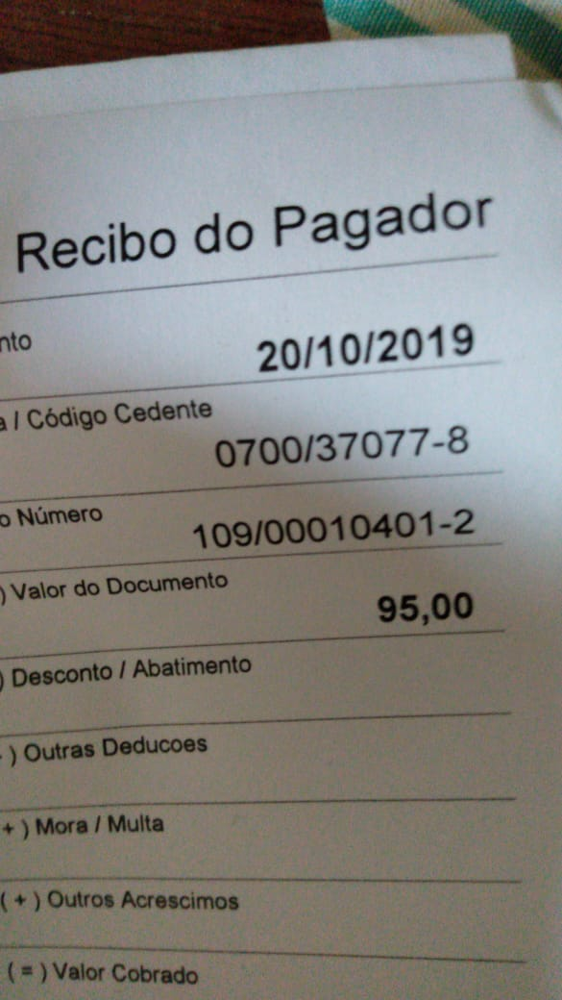 Recibo do Pagador
nto
20/10/2019
a / Código Cedente
0700/37077-8
o Número
109/00010401-2
) Valor do Documento
95,00
) Desconto / Abatimento
- ) Outras Deducoes
+ ) Mora / Multa
( + ) Outros Acrescimos
( = ) Valor Cobrado